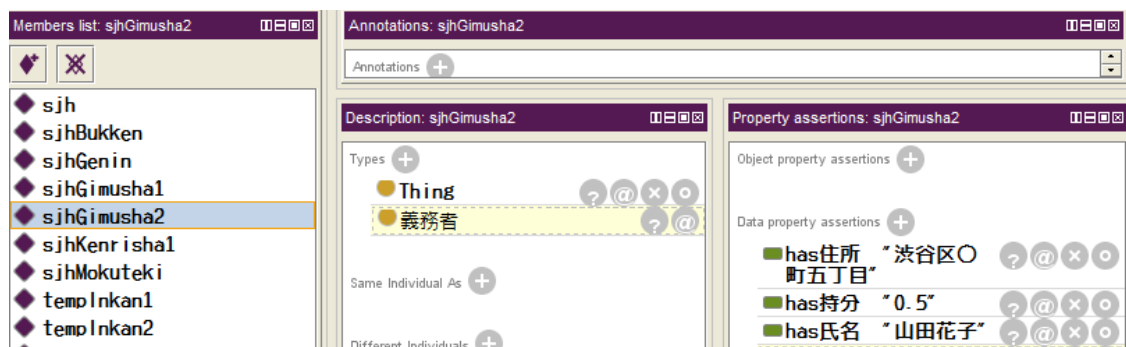 Members list: sjhGimusha2
Annotations: sjhGimusha2
Annotations
sjh
sjhBukken
sjhGenin
sjhGimusha1
sjhGimusha2
sjhKenrisha1
sjhMokuteki
tempInkan1
tempInkan2
Description: sjhGimusha2
Types
Thing
義務者
Same Individual As
Different Individuals
Property assertions: sjhGimusha2
Object property assertions
Data property assertions
has住所 "渋谷区〇
町五丁目"
has持分 "0.5"
has氏名 "山田花子"